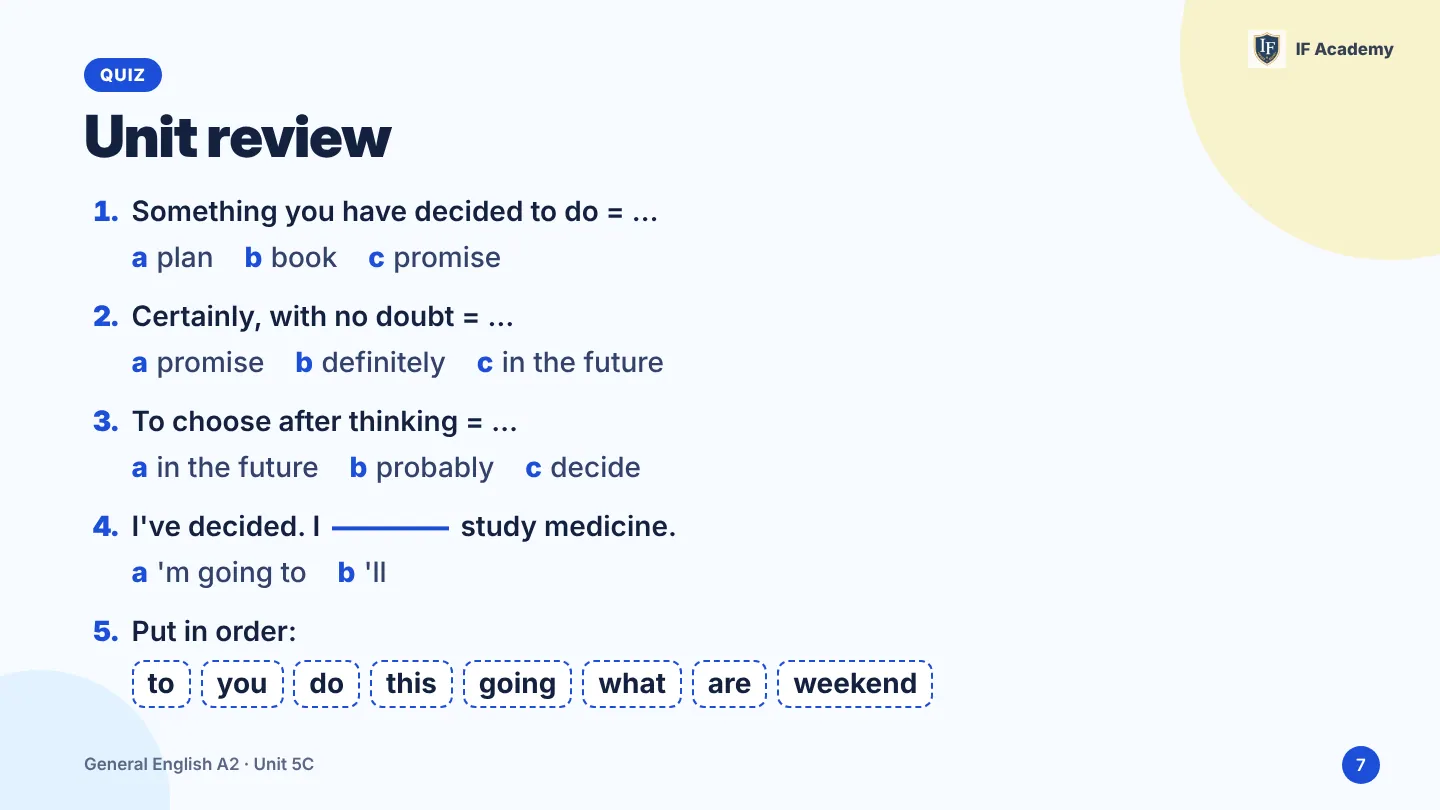 IF
IF Academy
QUIZ
Unit review
1. Something you have decided to do = ...
a plan b book c promise
2. Certainly, with no doubt = ...
a promise b definitely c in the future
3. To choose after thinking = ...
a in the future b probably c decide
4. I've decided. I ______ study medicine.
a 'm going to b 'll
5. Put in order:
to you do this going what are weekend
General English A2 · Unit 5C
7